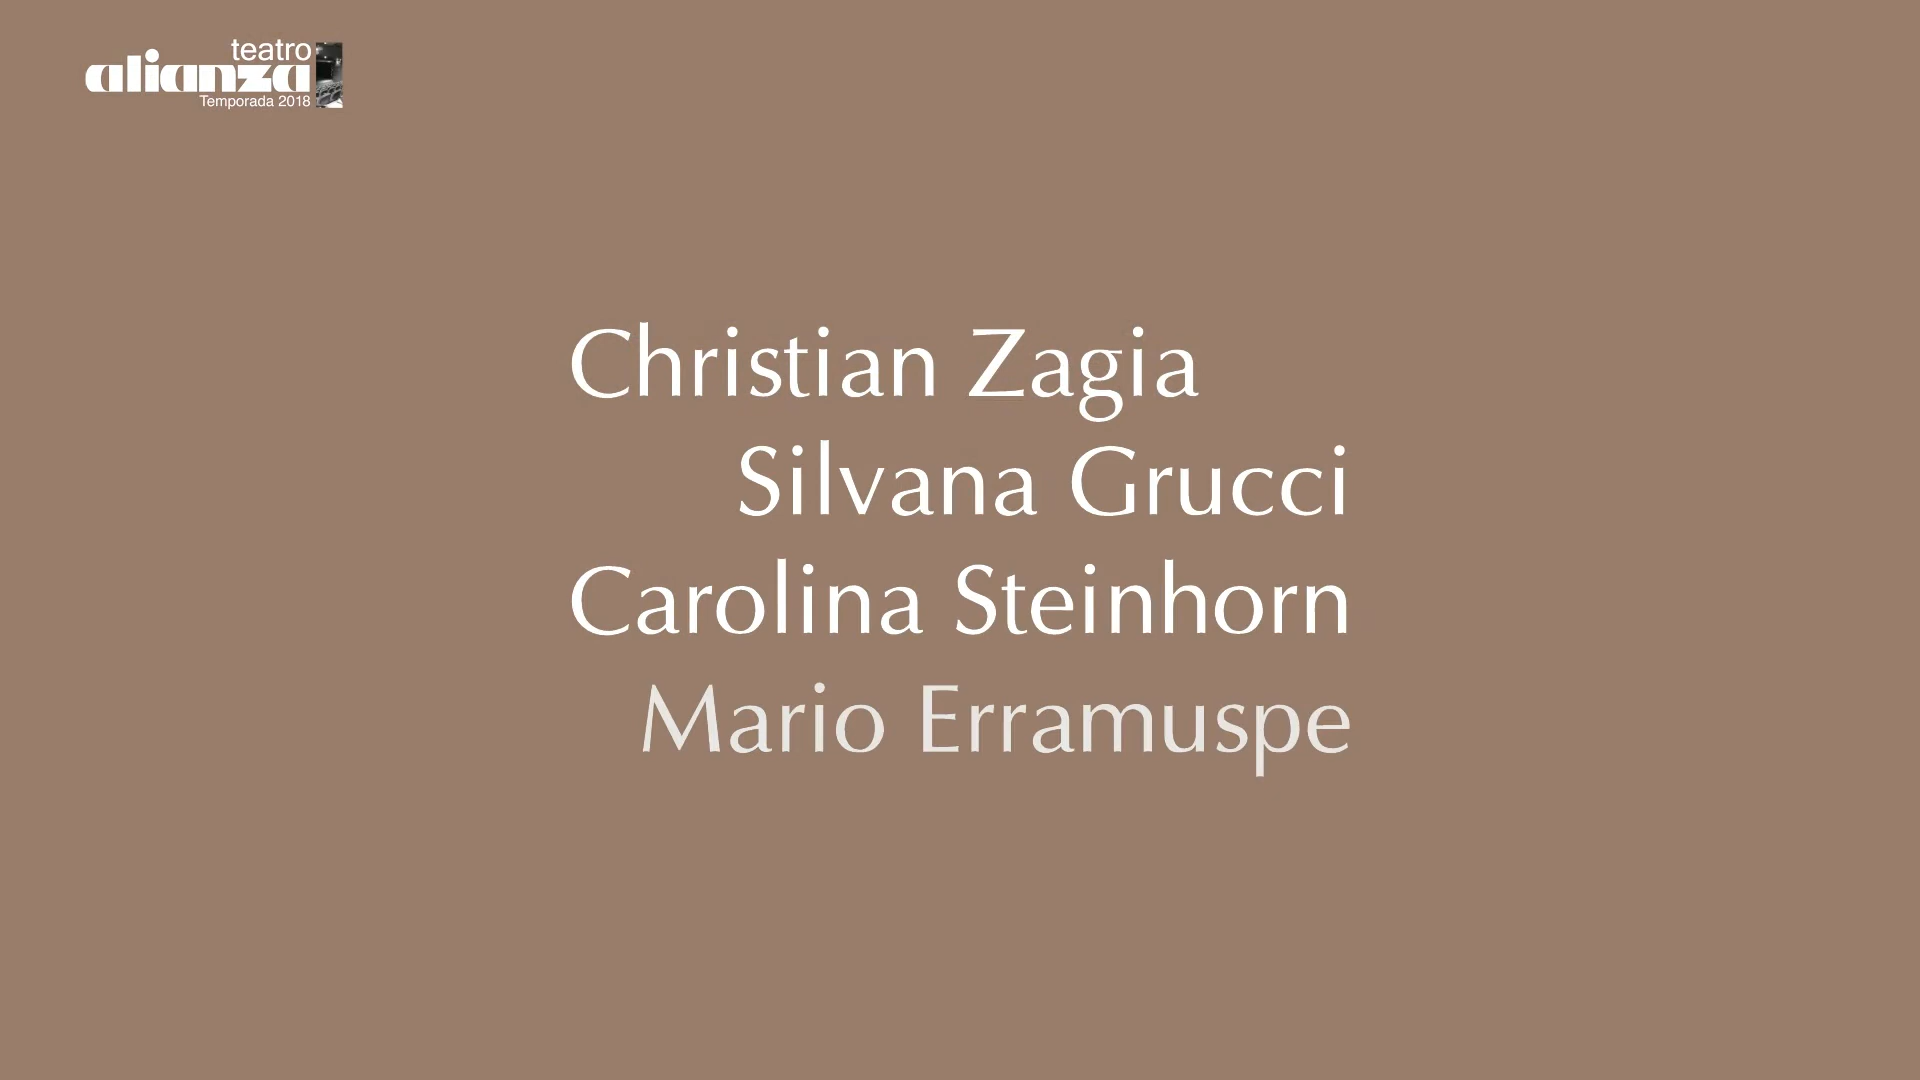 teatro
alianza
Temporada 2018
Christian Zagia
Silvana Grucci
Carolina Steinhorn
Mario Erramuspe